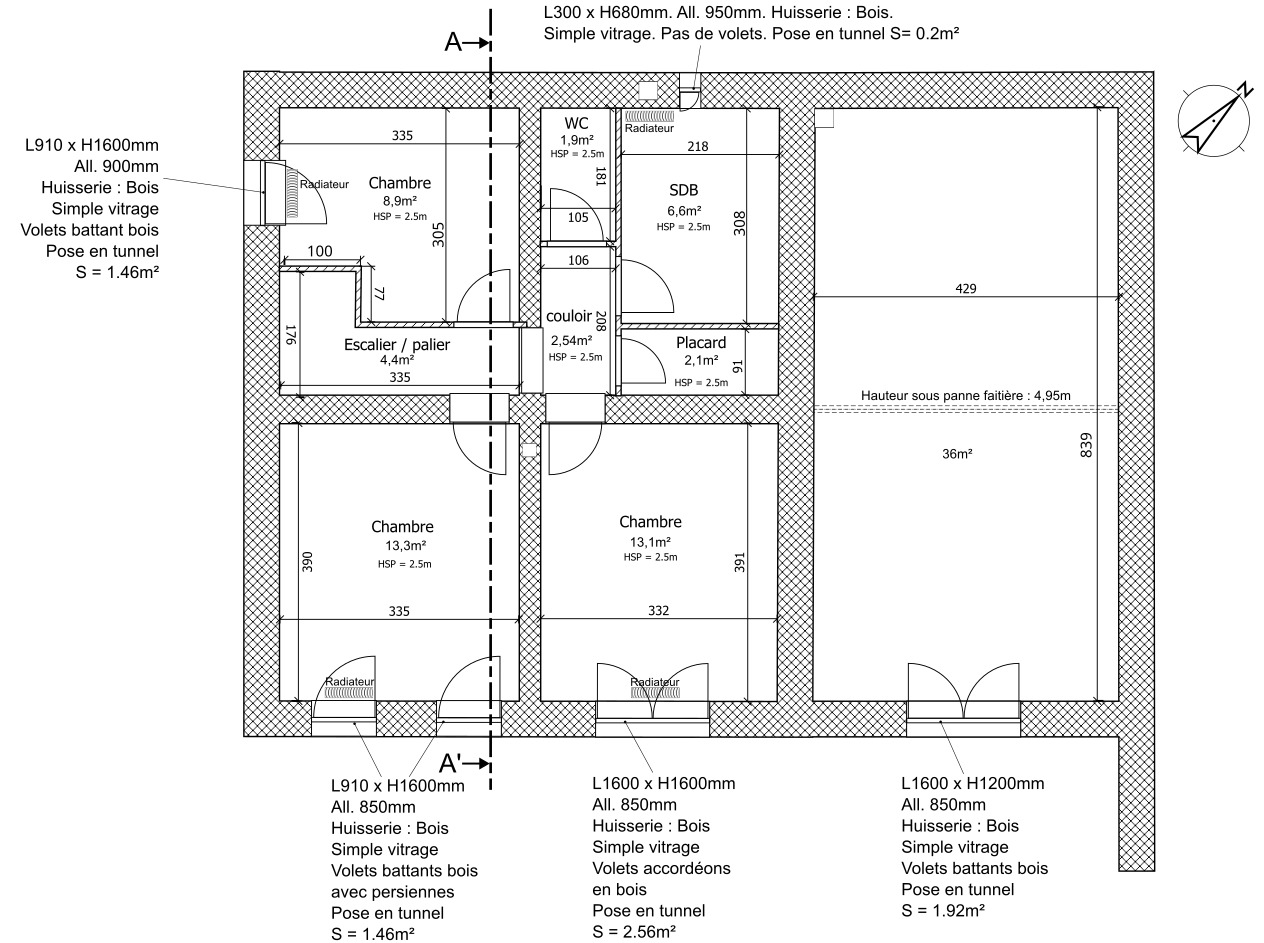 L300 x H680mm. All. 950mm. Huisserie : Bois.
Simple vitrage. Pas de volets. Pose en tunnel S= 0.2m²
A
N
L910 x H1600mm
All. 900mm
Huisserie : Bois
Simple vitrage
Volets battant bois
Pose en tunnel
S = 1.46m²
335
Radiateur
Chambre
8,9m²
HSP = 2.5m
305
100
77
WC
1,9m²
HSP = 2.5m
181
105
Radiateur
218
SDB
6,6m²
HSP = 2.5m
308
106
couloir
208
2,54m²
HSP = 2.5m
Placard
2,1m²
HSP = 2.5m
91
176
Escalier / palier
4,4m²
335
429
Hauteur sous panne faitière : 4,95m
839
36m²
Chambre
13,3m²
HSP = 2.5m
390
335
Radiateur
Chambre
13,1m²
HSP = 2.5m
391
332
Radiateur
A'
L910 x H1600mm
All. 850mm
Huisserie : Bois
Simple vitrage
Volets battants bois
avec persiennes
Pose en tunnel
S = 1.46m²
L1600 x H1600mm
All. 850mm
Huisserie : Bois
Simple vitrage
Volets accordéons
en bois
Pose en tunnel
S = 2.56m²
L1600 x H1200mm
All. 850mm
Huisserie : Bois
Simple vitrage
Volets battants bois
Pose en tunnel
S = 1.92m²